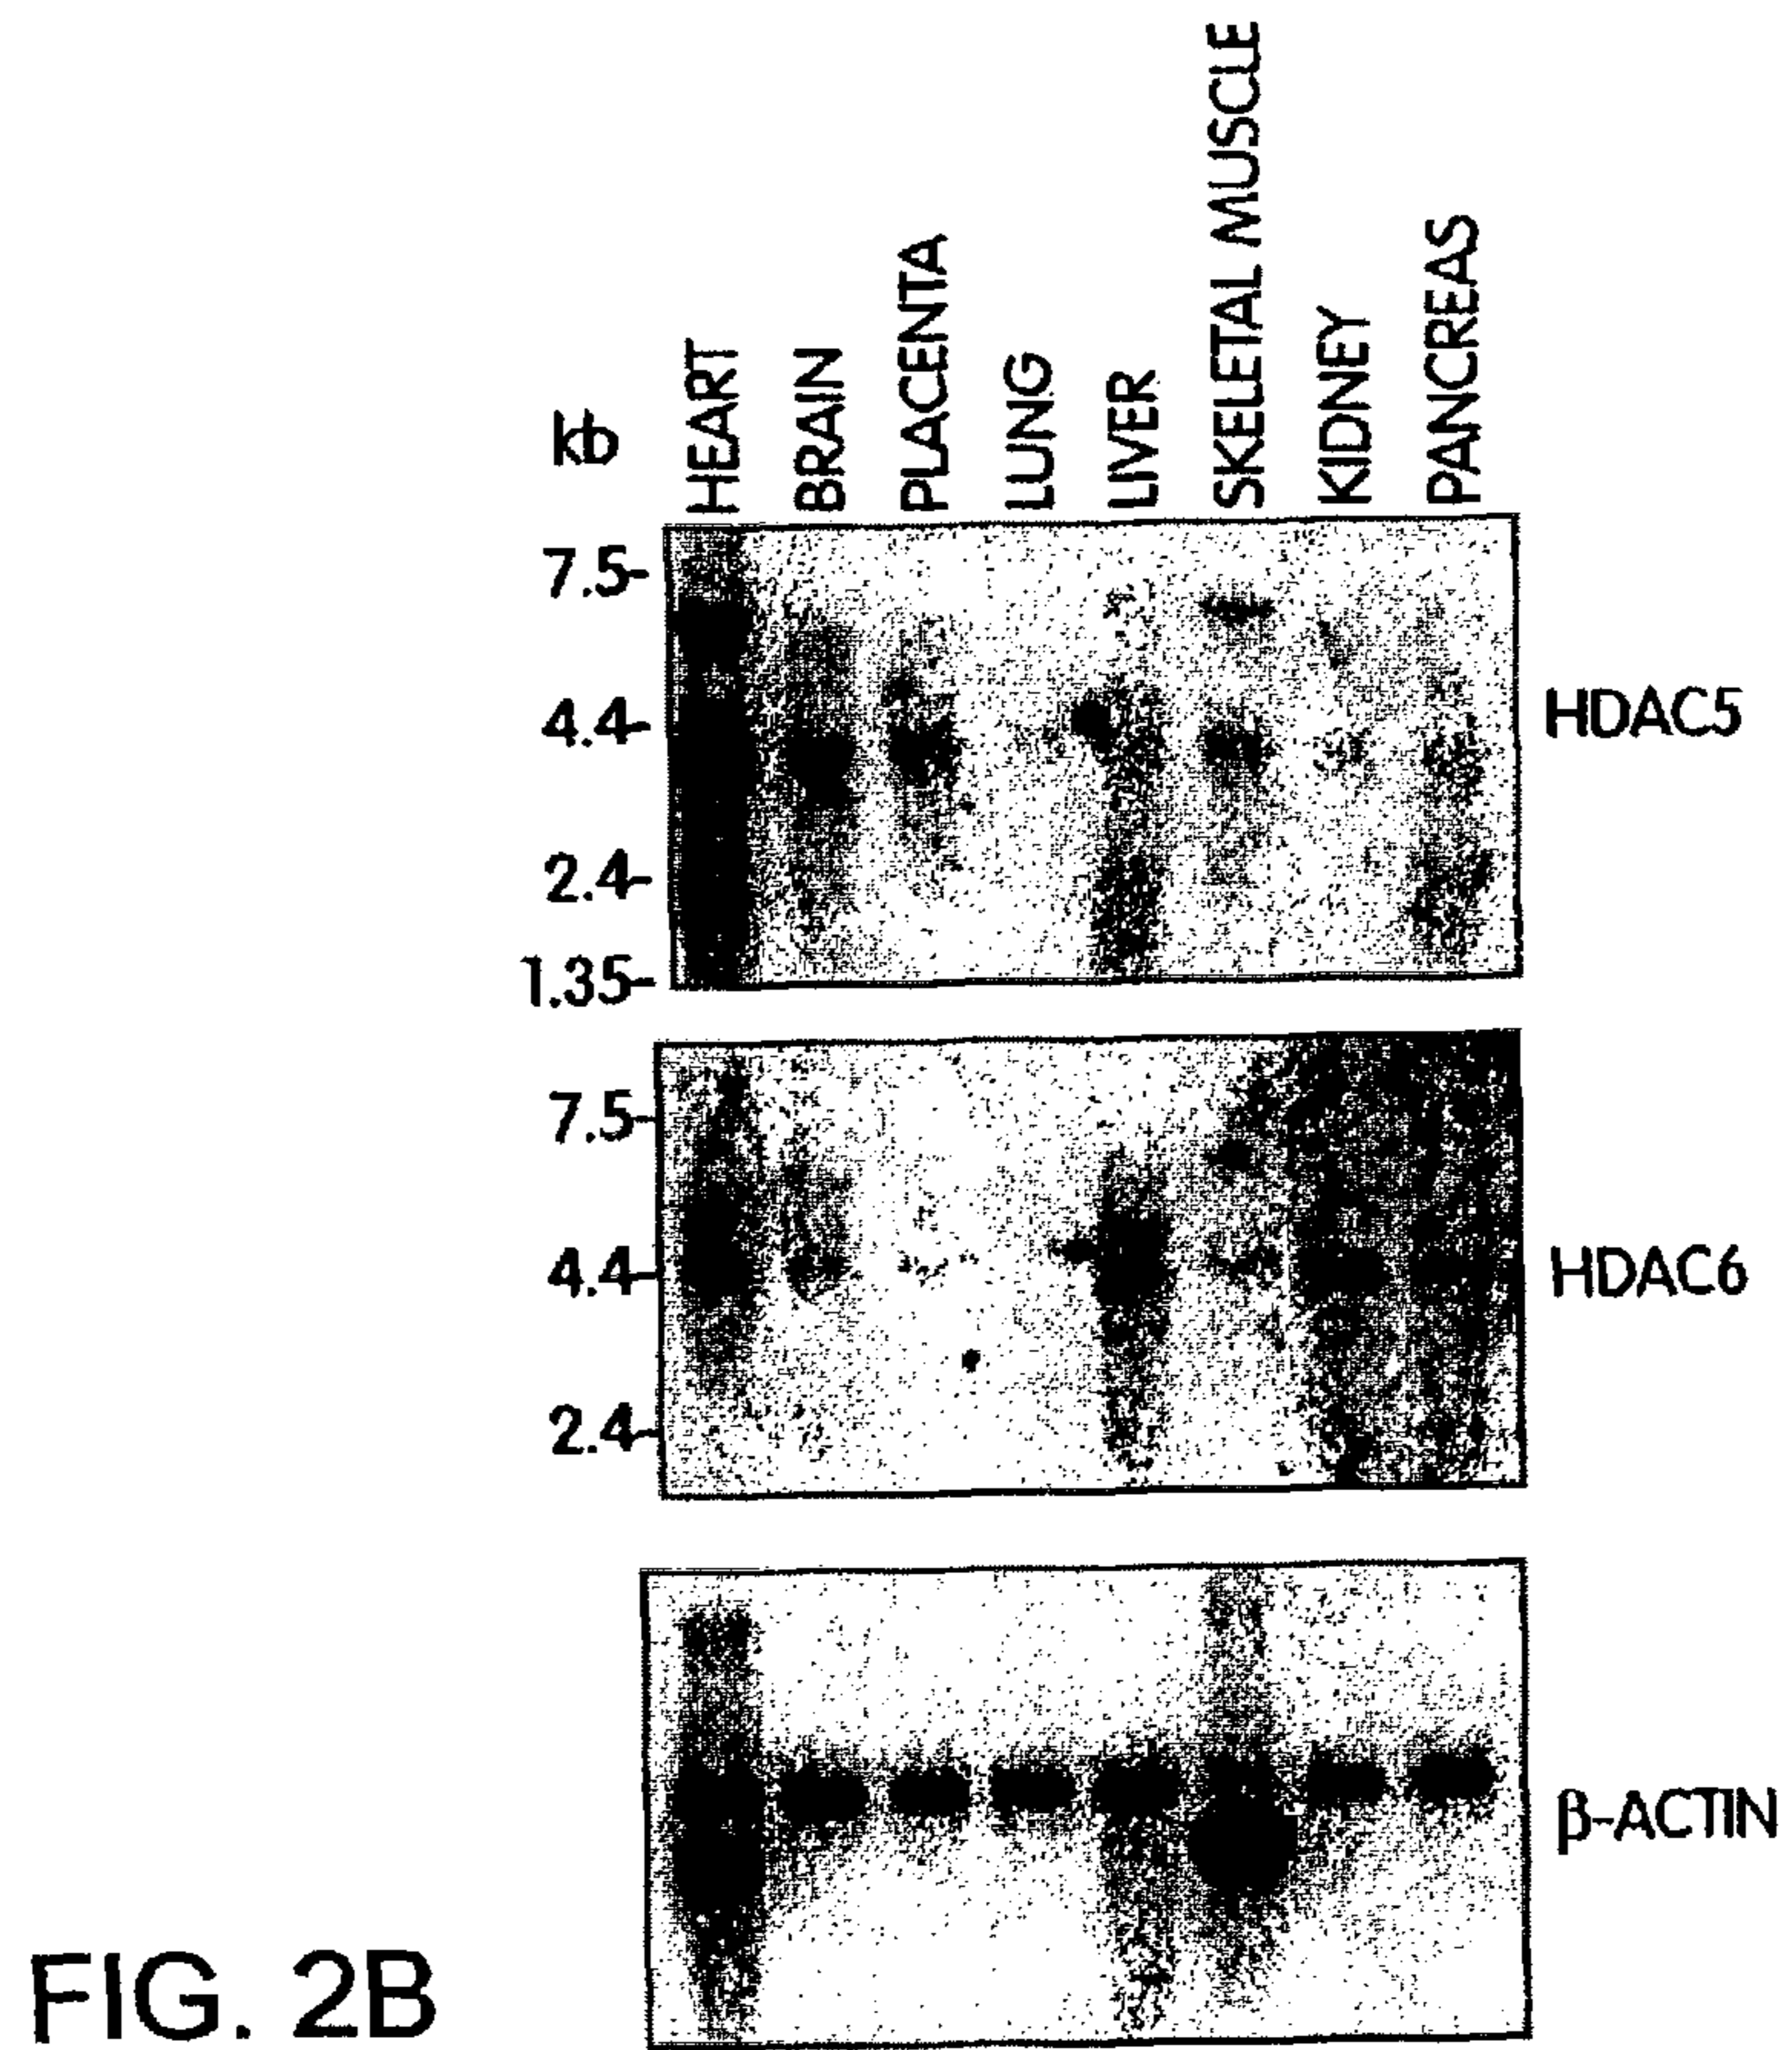 kb
HEART
BRAIN
PLACENTA
LUNG
LIVER
SKELETAL MUSCLE
KIDNEY
PANCREAS
7.5-
4.4-
2.4-
1.35-
HDAC5
7.5-
4.4-
2.4-
HDAC6
β-ACTIN
FIG. 2B